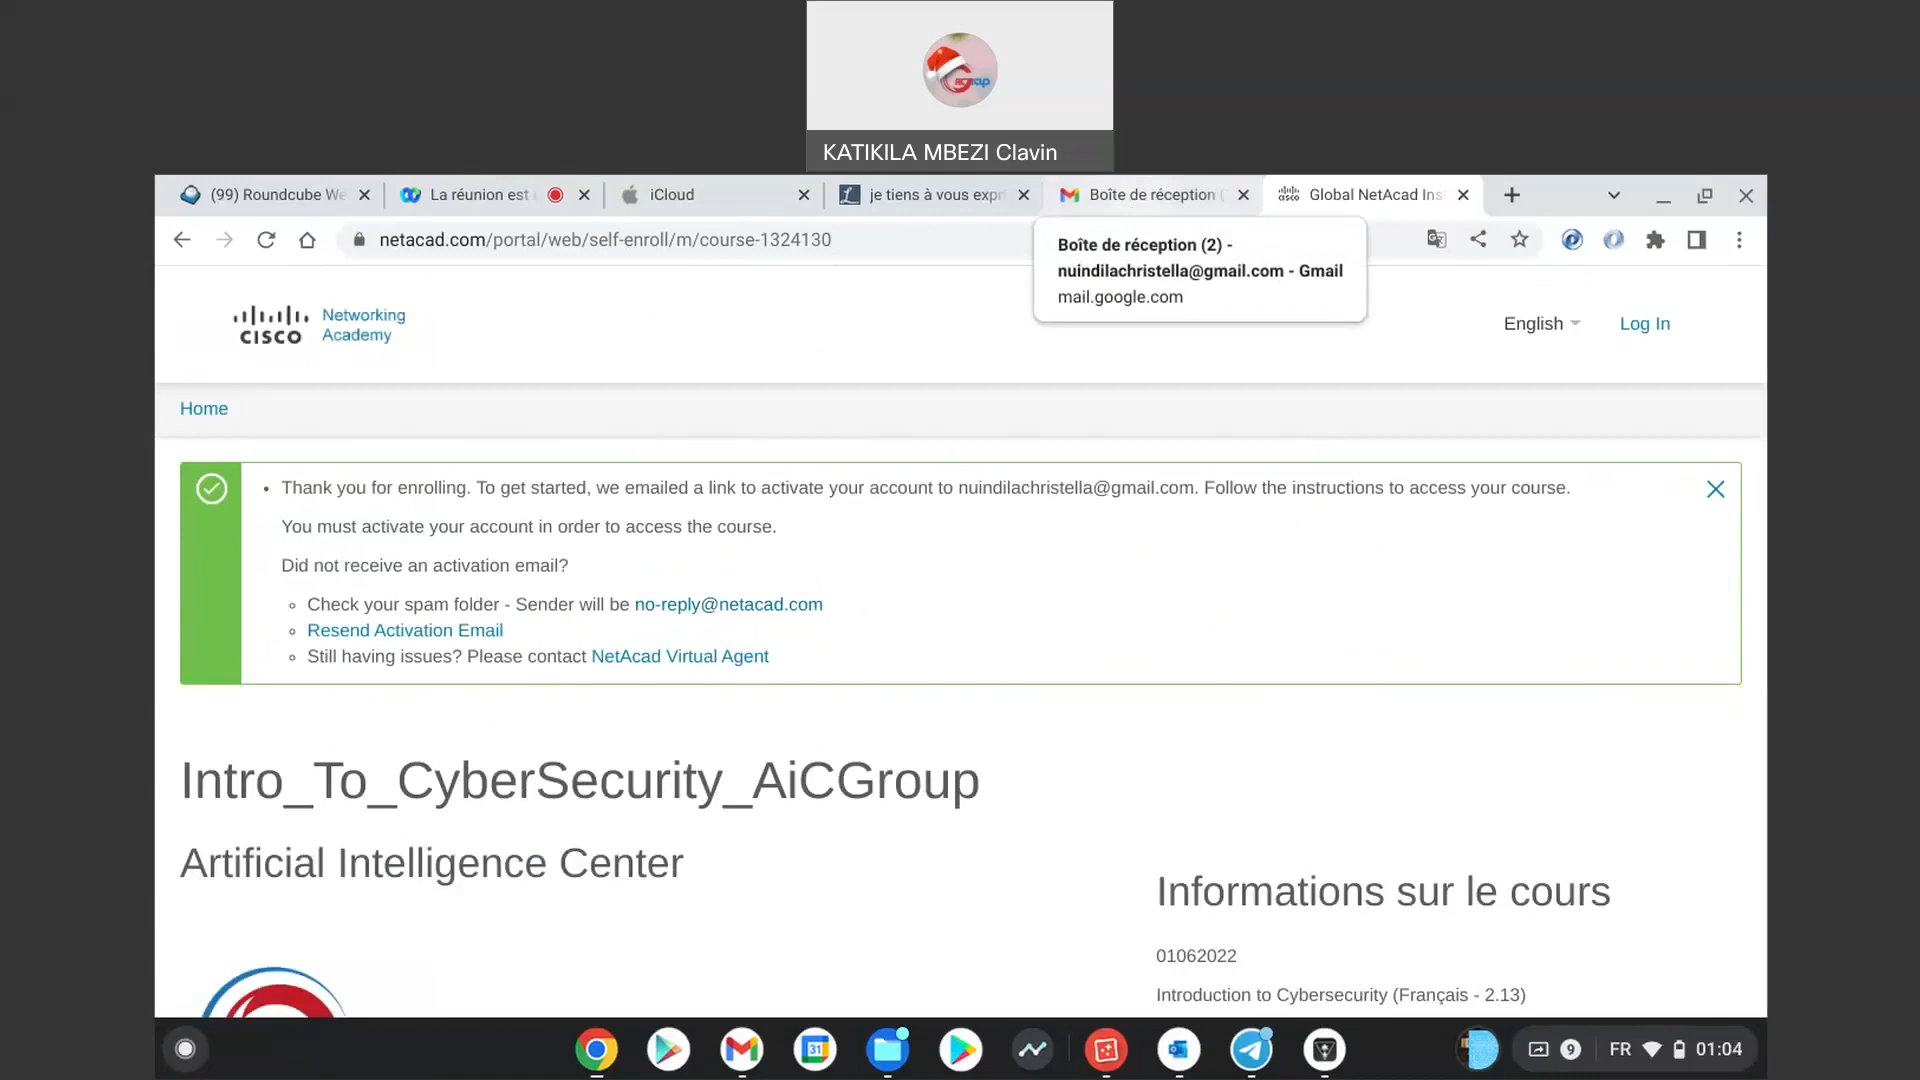 KATIKILA MBEZI Clavin
(99) Roundcube We
La réunion est
iCloud
je tiens à vous expr
Boîte de réception (
Global NetAcad Ins
netacad.com/portal/web/self-enroll/m/course-1324130
Boîte de réception (2) -
nuindilachristella@gmail.com - Gmail
mail.google.com
cisco
Networking
Academy
English
Log In
Home
• Thank you for enrolling. To get started, we emailed a link to activate your account to nuindilachristella@gmail.com. Follow the instructions to access your course.
You must activate your account in order to access the course.
Did not receive an activation email?
◦ Check your spam folder - Sender will be no-reply@netacad.com
◦ Resend Activation Email
◦ Still having issues? Please contact NetAcad Virtual Agent
Intro_To_CyberSecurity_AiCGroup
Artificial Intelligence Center
Informations sur le cours
01062022
Introduction to Cybersecurity (Français - 2.13)
31
9
FR
01:04